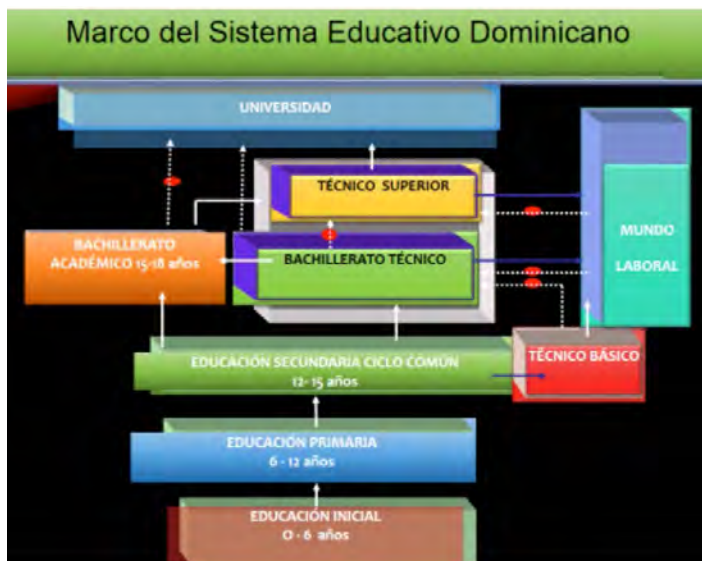 Marco del Sistema Educativo Dominicano
UNIVERSIDAD
TÉCNICO SUPERIOR
BACHILLERATO
ACADÉMICO 15-18 años
BACHILLERATO TÉCNICO
MUNDO
LABORAL
EDUCACIÓN SECUNDARIA CICLO COMÚN
12- 15 años
TÉCNICO BÁSICO
EDUCACIÓN PRIMARIA
6 - 12 años
EDUCACIÓN INICIAL
0 - 6 años